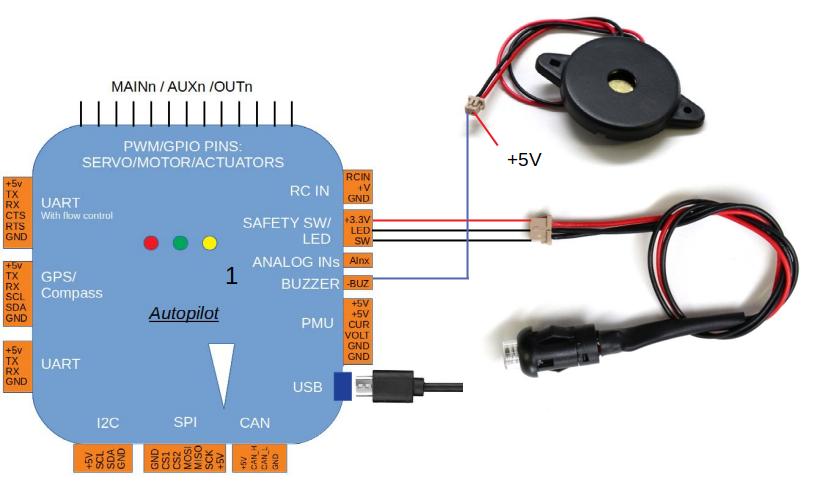 MAINn / AUXn /OUTn
PWM/GPIO PINS:
SERVO/MOTOR/ACTUATORS
+5v
TX
RX
CTS
RTS
GND
UART
With flow control
+5v
TX
RX
SCL
SDA
GND
GPS/
Compass
+5v
TX
RX
GND
UART
RC IN
RCIN
+V
GND
SAFETY SW/
LED
+3.3V
LED
SW
ANALOG INs
AInx
BUZZER
-BUZ
PMU
+5V
+5V
CUR
VOLT
GND
GND
USB
1
Autopilot
I2C
SPI
CAN
+5V
SCL
SDA
GND
GND
CS1
CS2
MOSI
MISO
SCK
+5V
+5V
CAN_H
CAN_L
GND
+5V